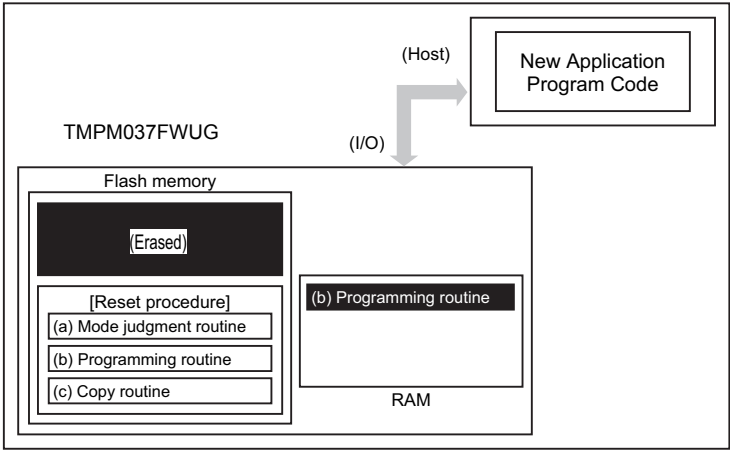 (Host)
New Application
Program Code
TMPM037FWUG
(I/O)
Flash memory
(Erased)
[Reset procedure]
(a) Mode judgment routine
(b) Programming routine
(c) Copy routine
(b) Programming routine
RAM